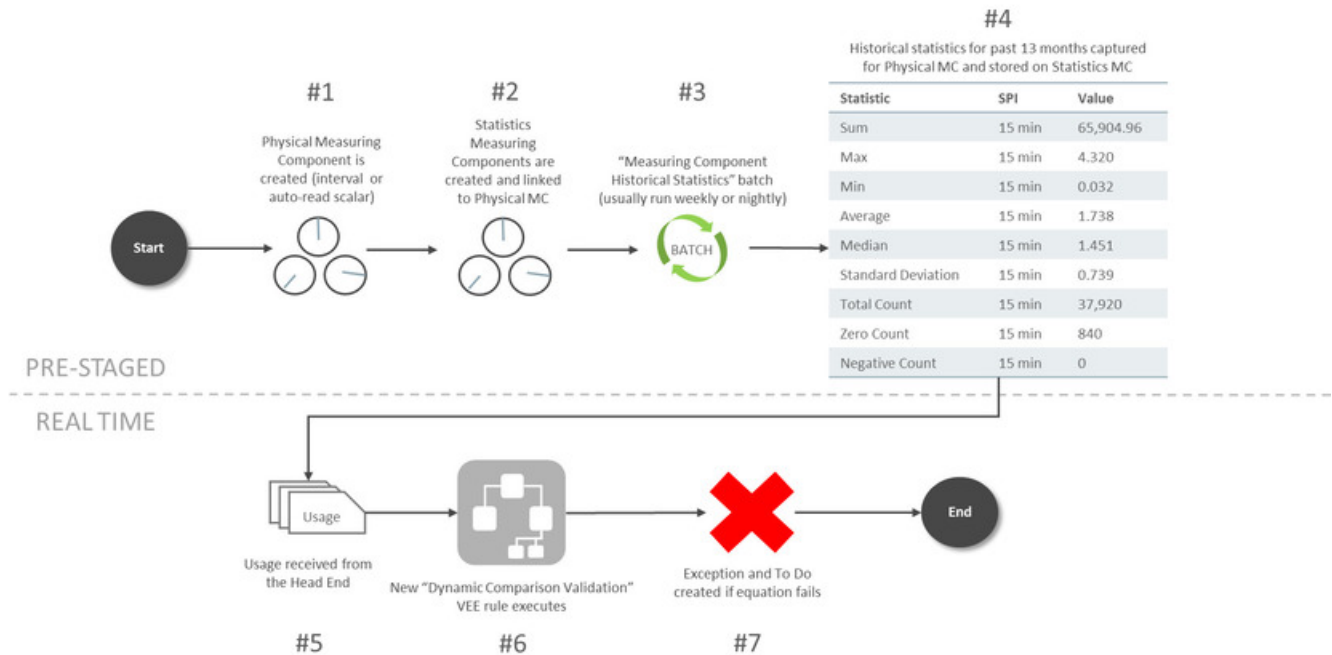 #1
Physical Measuring
Component is
created (interval or
auto-read scalar)
#2
Statistics
Measuring
Components are
created and linked
to Physical MC
#3
“Measuring Component
Historical Statistics” batch
(usually run weekly or nightly)
#4
Historical statistics for past 13 months captured
for Physical MC and stored on Statistics MC
Statistic SPI Value
Sum 15 min 65,904.96
Max 15 min 4.320
Min 15 min 0.032
Average 15 min 1.738
Median 15 min 1.451
Standard Deviation 15 min 0.739
Total Count 15 min 37,920
Zero Count 15 min 840
Negative Count 15 min 0
Start
BATCH
PRE-STAGED
REAL TIME
Usage
Usage received from
the Head End
#5
New “Dynamic Comparison Validation”
VEE rule executes
#6
Exception and To Do
created if equation fails
#7
End